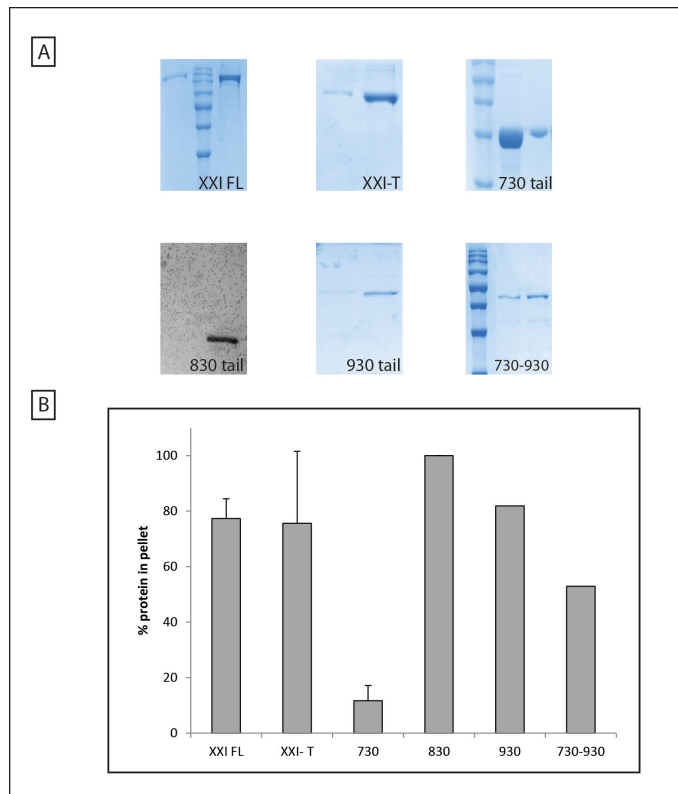 A
XXI FL
XXI-T
730 tail
830 tail
930 tail
730-930
B
% protein in pellet
100
80
60
40
20
0
XXI FL XXI- T 730 830 930 730-930